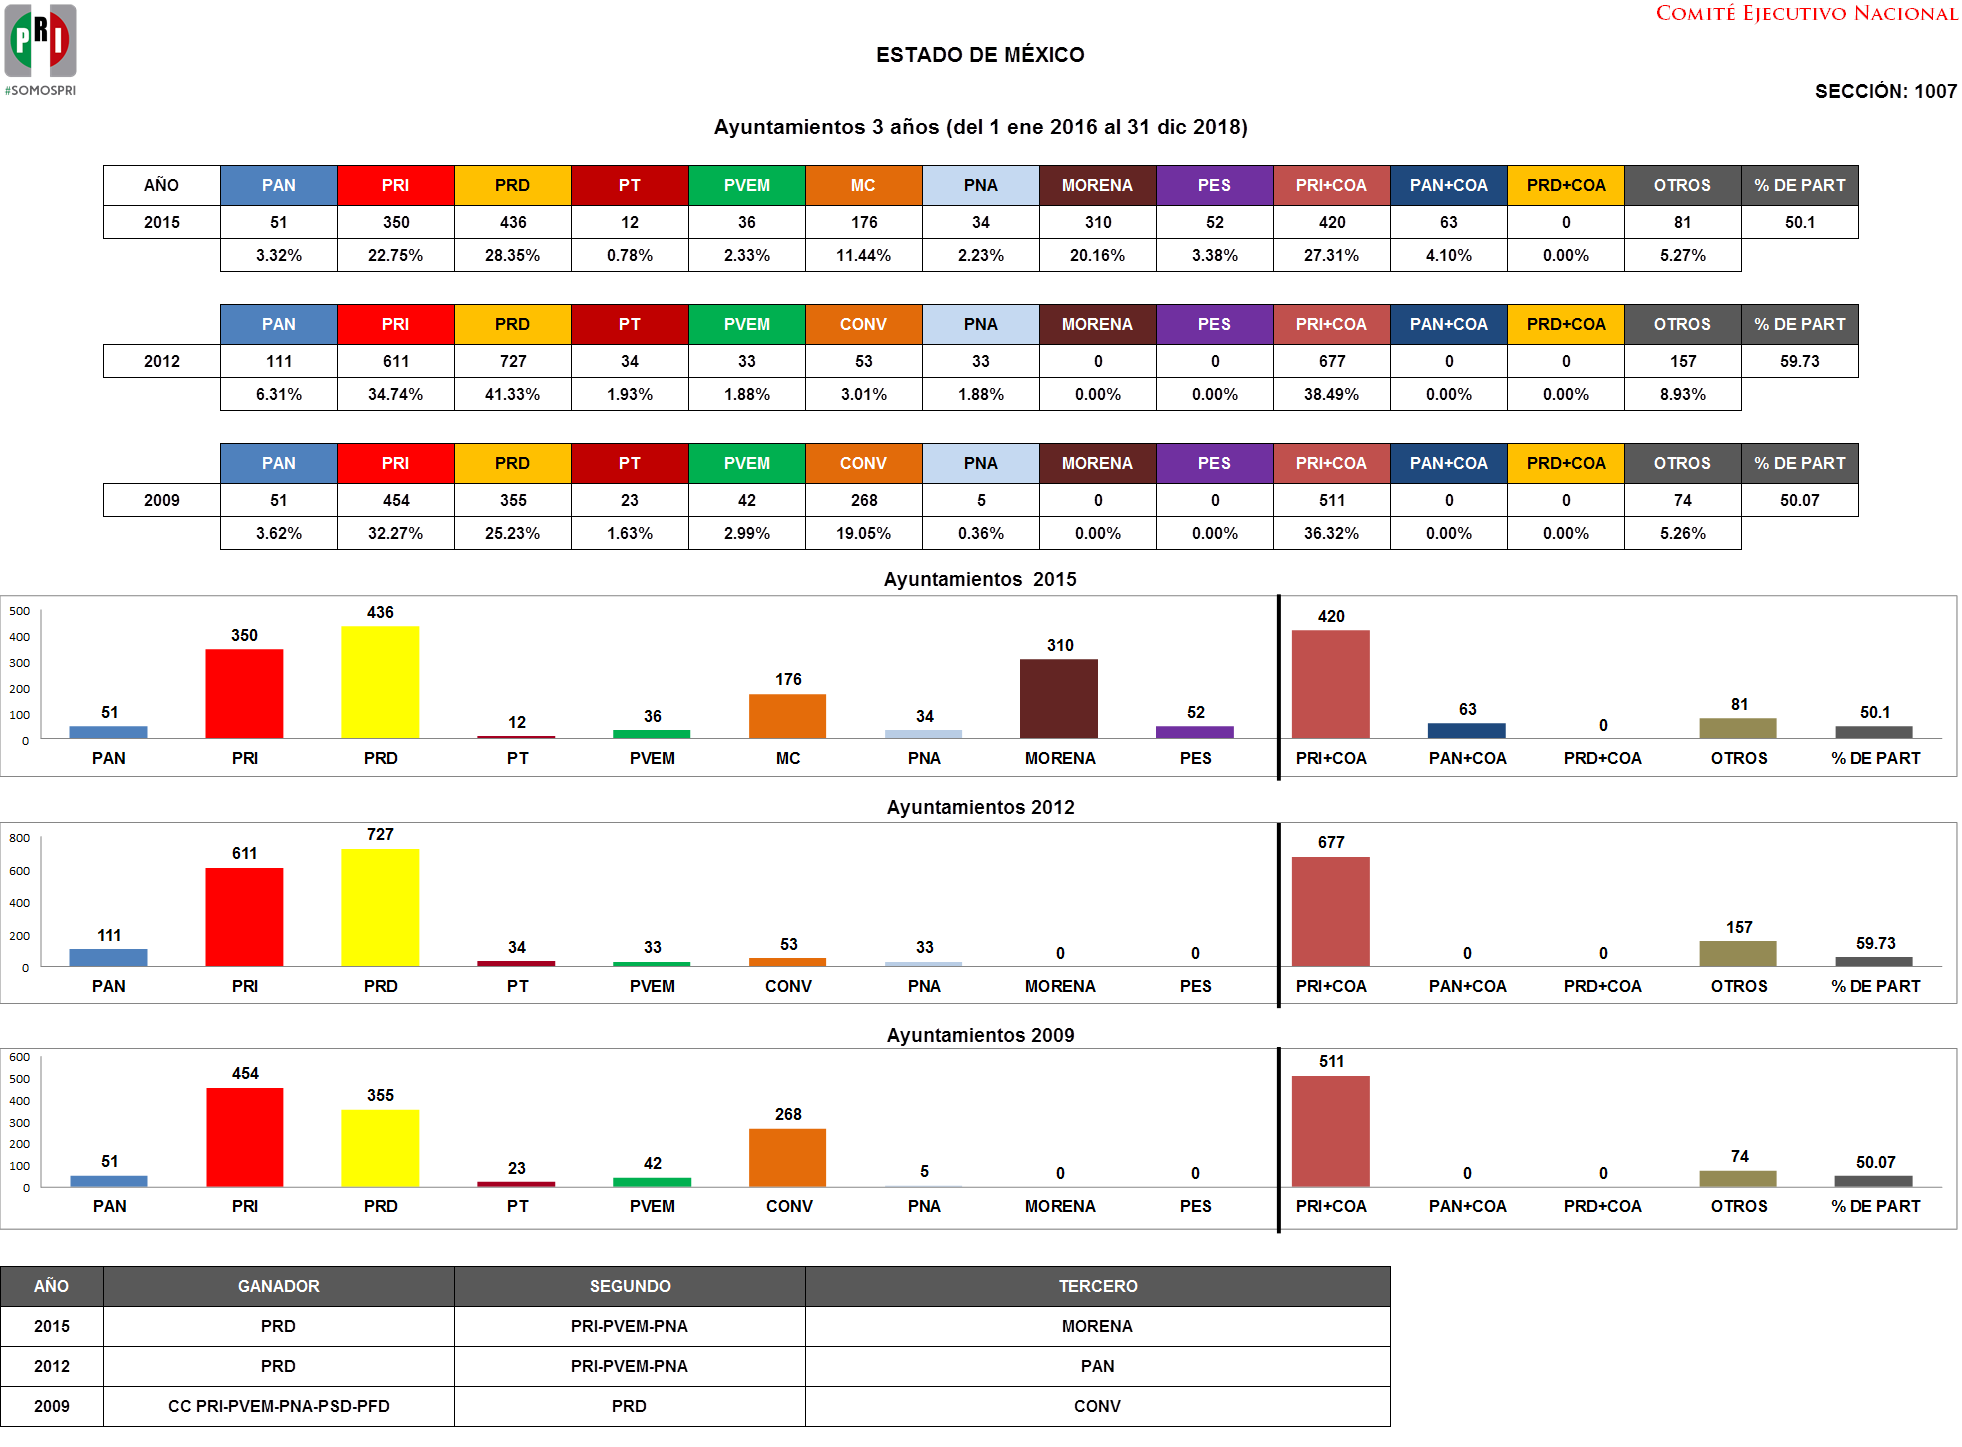 PRI
#SOMOSPRI
COMITÉ EJECUTIVO NACIONAL
ESTADO DE MÉXICO
SECCIÓN: 1007
Ayuntamientos 3 años (del 1 ene 2016 al 31 dic 2018)
AÑO PAN PRI PRD PT PVEM MC PNA MORENA PES PRI+COA PAN+COA PRD+COA OTROS % DE PART
2015 51 350 436 12 36 176 34 310 52 420 63 0 81 50.1
3.32% 22.75% 28.35% 0.78% 2.33% 11.44% 2.23% 20.16% 3.38% 27.31% 4.10% 0.00% 5.27%
PAN PRI PRD PT PVEM CONV PNA MORENA PES PRI+COA PAN+COA PRD+COA OTROS % DE PART
2012 111 611 727 34 33 53 33 0 0 677 0 0 157 59.73
6.31% 34.74% 41.33% 1.93% 1.88% 3.01% 1.88% 0.00% 0.00% 38.49% 0.00% 0.00% 8.93%
PAN PRI PRD PT PVEM CONV PNA MORENA PES PRI+COA PAN+COA PRD+COA OTROS % DE PART
2009 51 454 355 23 42 268 5 0 0 511 0 0 74 50.07
3.62% 32.27% 25.23% 1.63% 2.99% 19.05% 0.36% 0.00% 0.00% 36.32% 0.00% 0.00% 5.26%
Ayuntamientos 2015
500
400
300
200
100
0
51 350 436 12 36 176 34 310 52 420 63 0 81 50.1
PAN PRI PRD PT PVEM MC PNA MORENA PES PRI+COA PAN+COA PRD+COA OTROS % DE PART
Ayuntamientos 2012
800
600
400
200
0
111 611 727 34 33 53 33 0 0 677 0 0 157 59.73
PAN PRI PRD PT PVEM CONV PNA MORENA PES PRI+COA PAN+COA PRD+COA OTROS % DE PART
Ayuntamientos 2009
600
500
400
300
200
100
0
51 454 355 23 42 268 5 0 0 511 0 0 74 50.07
PAN PRI PRD PT PVEM CONV PNA MORENA PES PRI+COA PAN+COA PRD+COA OTROS % DE PART
AÑO GANADOR SEGUNDO TERCERO
2015 PRD PRI-PVEM-PNA MORENA
2012 PRD PRI-PVEM-PNA PAN
2009 CC PRI-PVEM-PNA-PSD-PFD PRD CONV